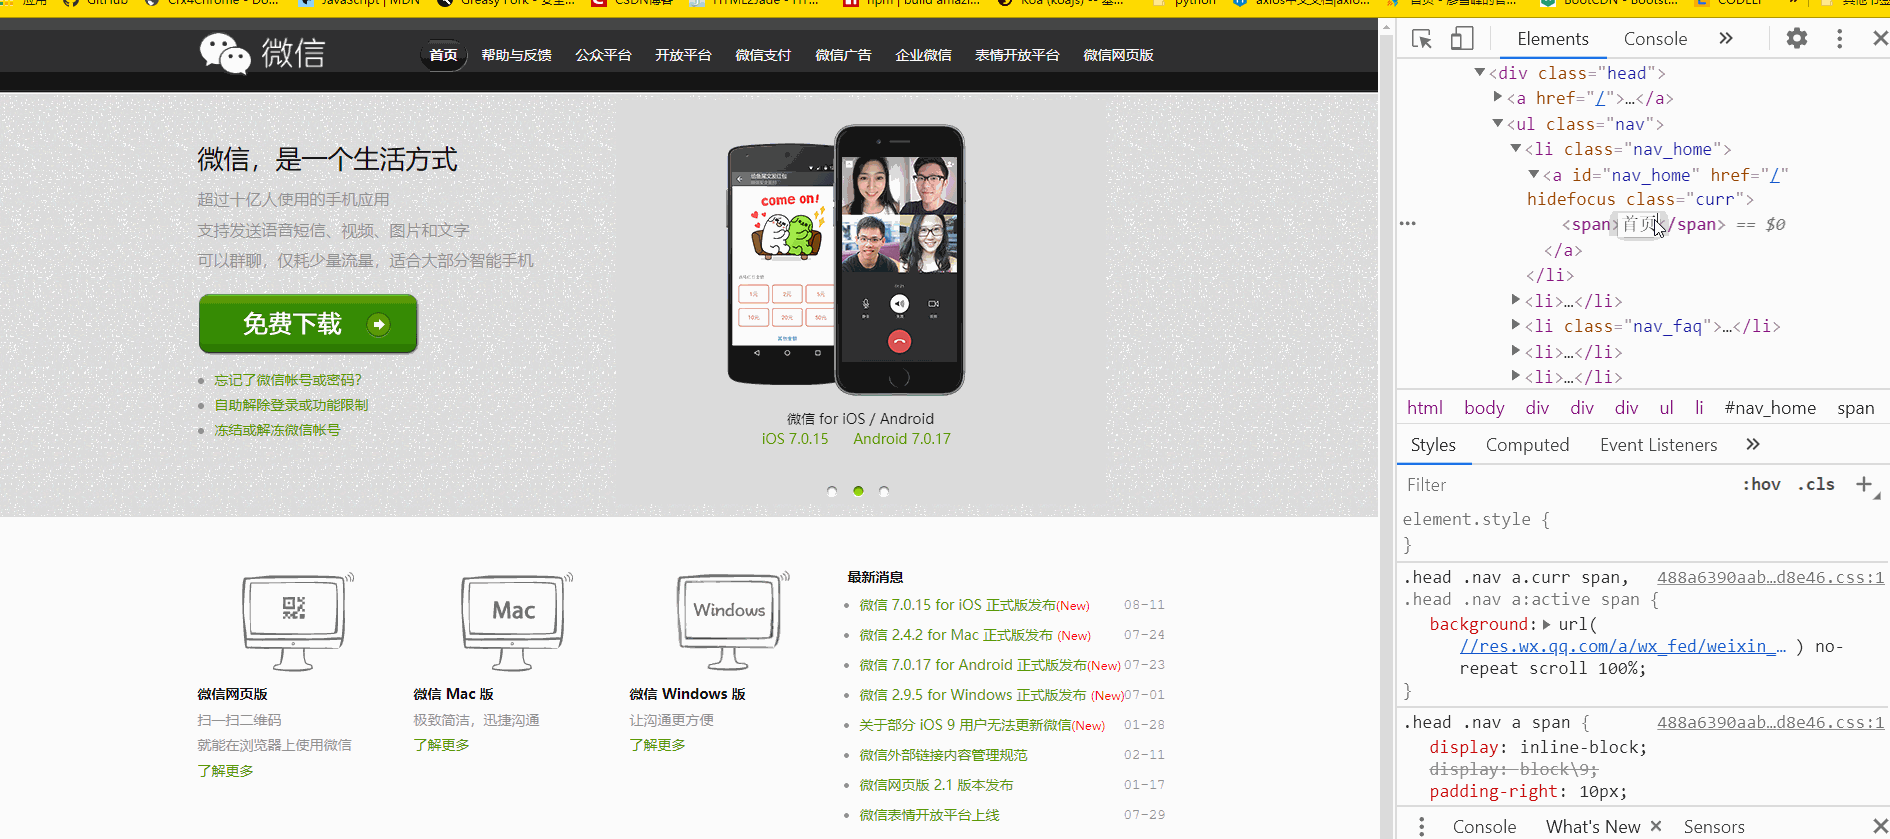 应用
GitHub
Crx4Chrome - Do...
JavaScript | MDN
Greasy Fork - 安全...
CSDN博客
HTML2Jade - HT...
npm | build amazi...
Koa (koajs) -- 基...
python
axios中文文档|axio...
BootCDN - Bootst...
微信
首页 帮助与反馈 公众平台 开放平台 微信支付 微信广告 企业微信 表情开放平台 微信网页版
微信，是一个生活方式
超过十亿人使用的手机应用
支持发送语音短信、视频、图片和文字
可以群聊，仅耗少量流量，适合大部分智能手机
免费下载
忘记了微信帐号或密码？
自助解除登录或功能限制
冻结或解冻微信帐号
come on!
1元 2元 5元
10元 20元 50元
微信 for iOS / Android
iOS 7.0.15 Android 7.0.17
Mac
Windows
微信网页版
扫一扫二维码
就能在浏览器上使用微信
了解更多
微信 Mac 版
极致简洁，迅捷沟通
了解更多
微信 Windows 版
让沟通更方便
了解更多
最新消息
微信 7.0.15 for iOS 正式版发布(New) 08-11
微信 2.4.2 for Mac 正式版发布 (New) 07-24
微信 7.0.17 for Android 正式版发布(New) 07-23
微信 2.9.5 for Windows 正式版发布 (New) 07-01
关于部分 iOS 9 用户无法更新微信(New) 01-28
微信外部链接内容管理规范 02-11
微信网页版 2.1 版本发布 01-17
微信表情开放平台上线 07-29
Elements Console »
<div class="head">
<a href="/">…</a>
<ul class="nav">
<li class="nav_home">
<a id="nav_home" href="/"
hidefocus class="curr">
<span>首页</span> == $0
</a>
</li>
<li>…</li>
<li class="nav_faq">…</li>
<li>…</li>
<li>…</li>
html body div div div ul li #nav_home span
Styles Computed Event Listeners »
Filter :hov .cls +
element.style {
}
.head .nav a.curr span, 488a6390aab…d8e46.css:1
.head .nav a:active span {
background: url(
//res.wx.qq.com/a/wx_fed/weixin_… ) no-
repeat scroll 100%;
}
.head .nav a span { 488a6390aab…d8e46.css:1
display: inline-block;
display: block\9;
padding-right: 10px;
Console What's New × Sensors